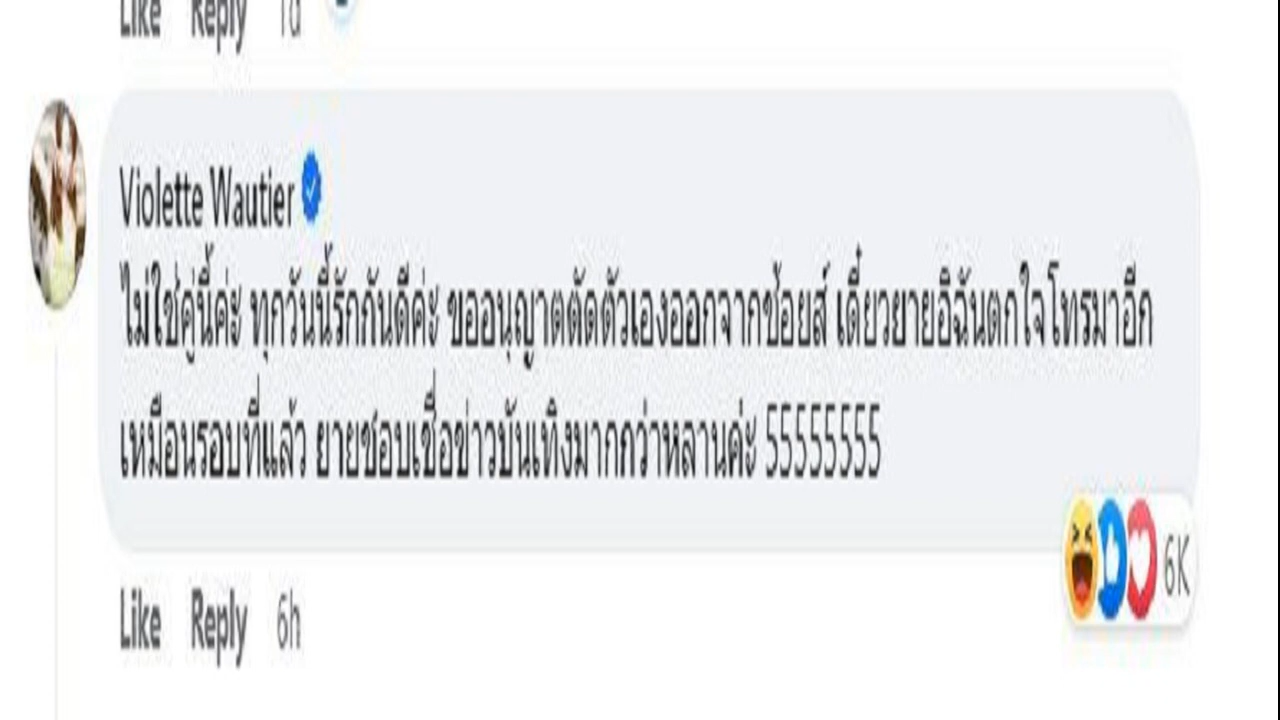 Like Reply 1d
Violette Wautier
ไม่ใช่คู่นี้ค่ะ ทุกวันนี้รักกันดีค่ะ ขออนุญาตตัดตัวเองออกจากช้อยส์ เดี๋ยวยายอิฉันตกใจโทรมาอีก
เหมือนรอบที่แล้ว ยายชอบเชื่อข่าวบันเทิงมากกว่าหลานค่ะ 55555555
6K
Like Reply 6h